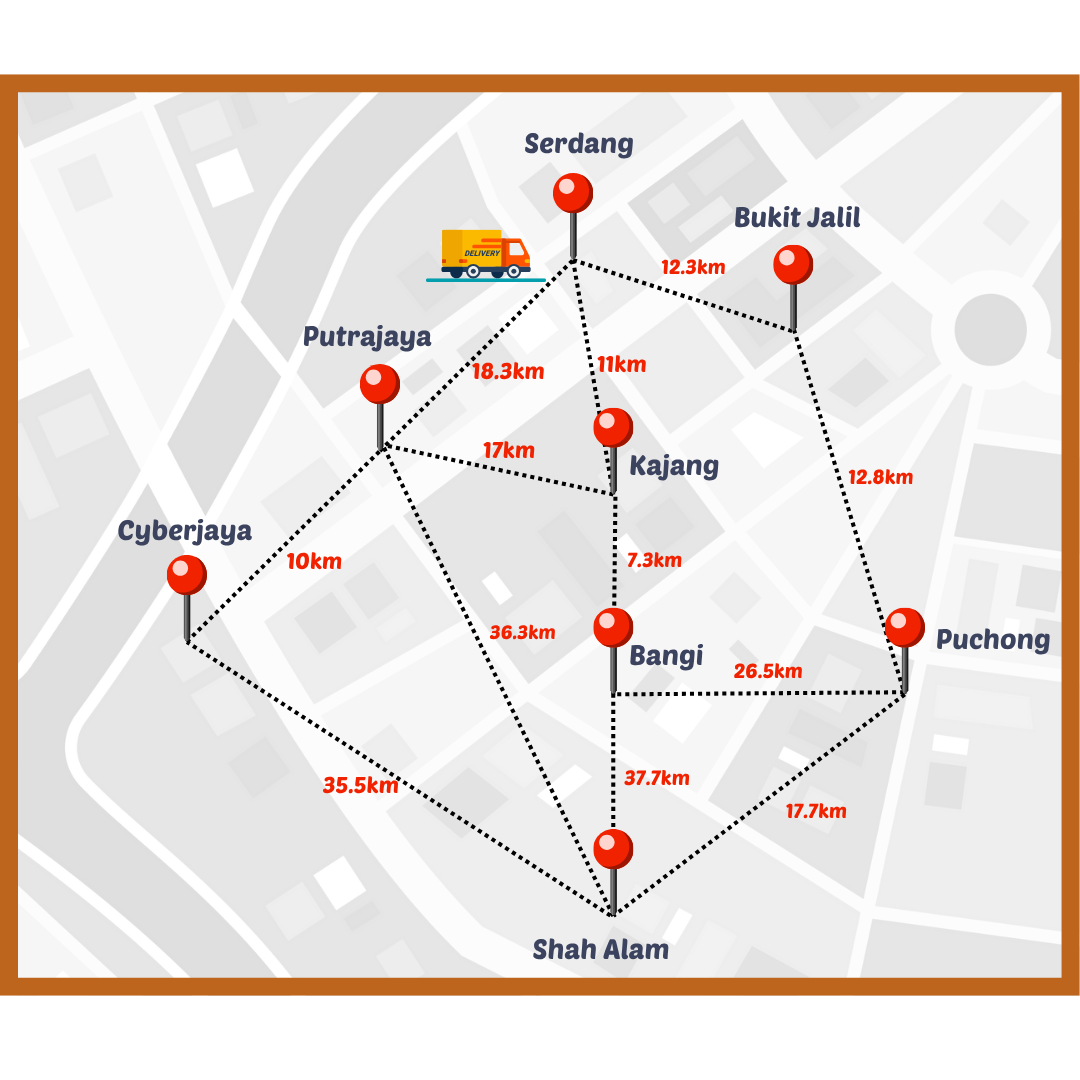 Serdang
Bukit Jalil
DELIVERY
12.3km
Putrajaya
18.3km
11km
17km
Kajang
12.8km
Cyberjaya
10km
7.3km
36.3km
Bangi
Puchong
26.5km
35.5km
37.7km
17.7km
Shah Alam